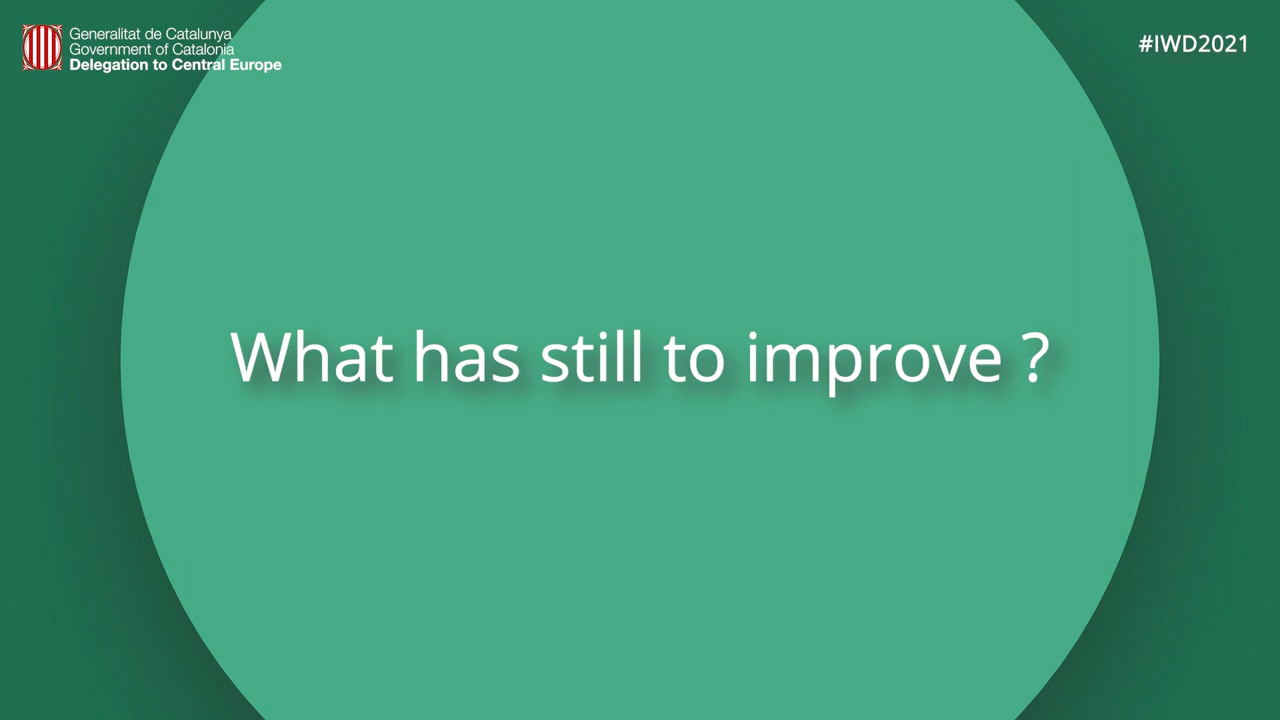 Generalitat de Catalunya
Government of Catalonia
Delegation to Central Europe
#IWD2021
What has still to improve ?